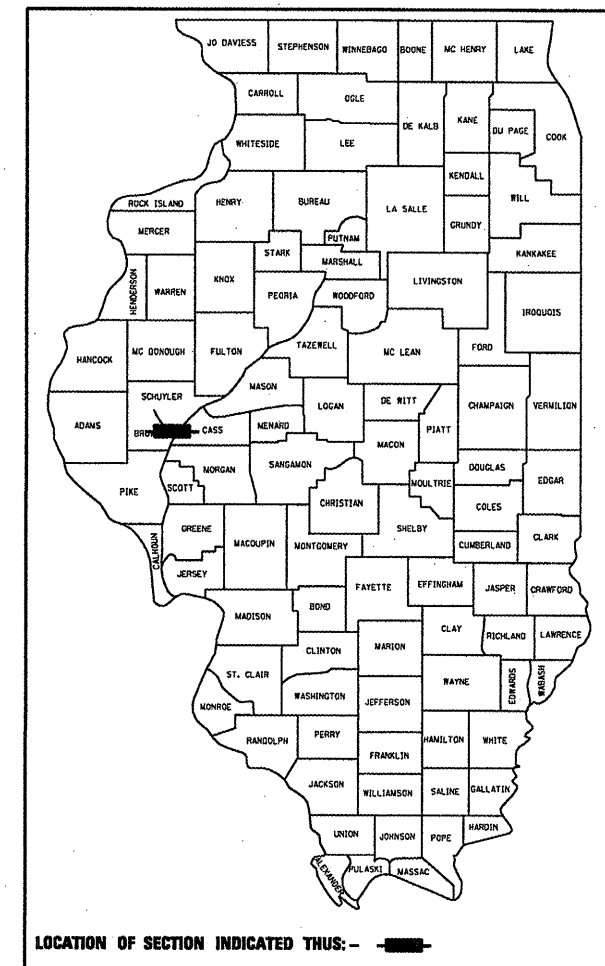 JO DAVIESS STEPHENSON WINNEBAGO BOONE MC HENRY LAKE
CARROLL OGLE DE KALB KANE DU PAGE COOK
WHITESIDE LEE KENDALL WILL
ROCK ISLAND HENRY BUREAU LA SALLE GRUNDY
MERCER PUTNAM
STARK MARSHALL KANKAKEE
HENDERSON WARREN KNOX PEORIA WOODFORD LIVINGSTON IROQUOIS
HANCOCK MC DONOUGH FULTON TAZEWELL MC LEAN FORD
SCHUYLER MASON LOGAN DE WITT CHAMPAIGN VERMILION
ADAMS CASS MENARD MACON PIATT
PIKE SCOTT MORGAN SANGAMON MOULTRIE DOUGLAS EDGAR
CHRISTIAN COLES
CALHOUN GREENE MACOUPIN MONTGOMERY SHELBY CUMBERLAND CLARK
JERSEY FAYETTE EFFINGHAM JASPER CRAWFORD
MADISON BOND CLAY RICHLAND LAWRENCE
CLINTON MARION
ST. CLAIR WASHINGTON WAYNE EDWARDS WABASH
MONROE JEFFERSON
RANDOLPH PERRY FRANKLIN HAMILTON WHITE
JACKSON WILLIAMSON SALINE GALLATIN
UNION JOHNSON POPE HARDIN
ALEXANDER PULASKI MASSAC
LOCATION OF SECTION INDICATED THUS: -